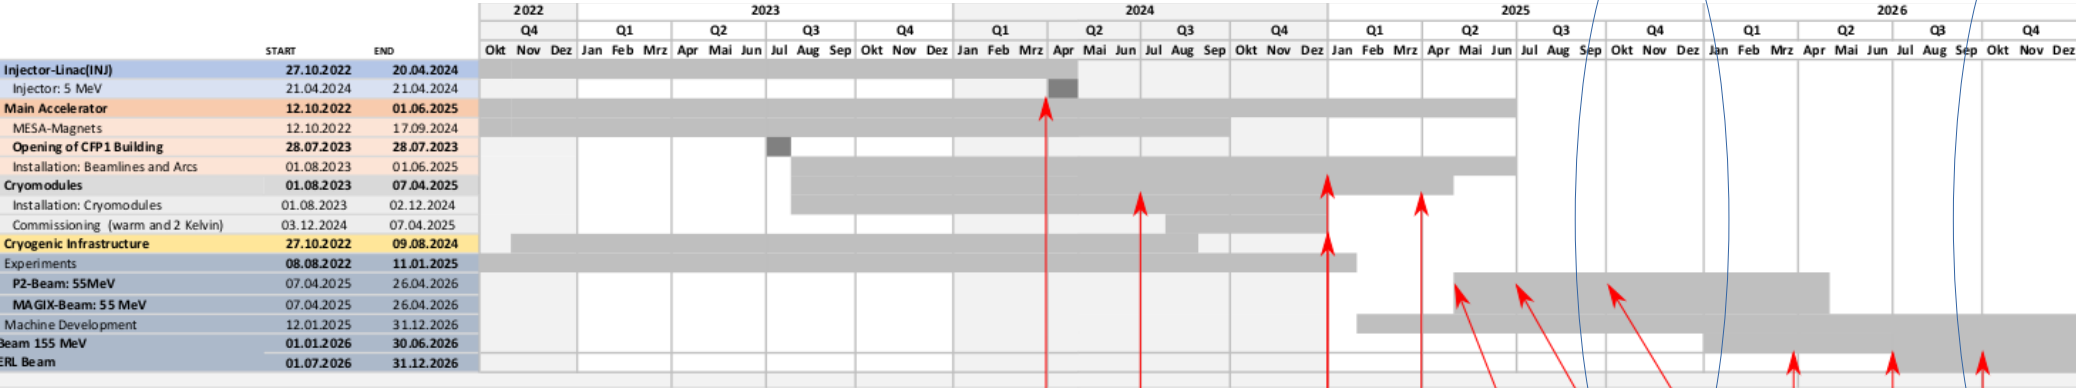 2022 2023 2024 2025 2026
Q4 Q1 Q2 Q3 Q4 Q1 Q2 Q3 Q4 Q1 Q2 Q3 Q4 Q1 Q2 Q3 Q4
START END Okt Nov Dez Jan Feb Mrz Apr Mai Jun Jul Aug Sep Okt Nov Dez Jan Feb Mrz Apr Mai Jun Jul Aug Sep Okt Nov Dez Jan Feb Mrz Apr Mai Jun Jul Aug Sep Okt Nov Dez Jan Feb Mrz Apr Mai Jun Jul Aug Sep Okt Nov Dez
Injector-Linac(INJ) 27.10.2022 20.04.2024
Injector: 5 MeV 21.04.2024 21.04.2024
Main Accelerator 12.10.2022 01.06.2025
MESA-Magnets 12.10.2022 17.09.2024
Opening of CFP1 Building 28.07.2023 28.07.2023
Installation: Beamlines and Arcs 01.08.2023 01.06.2025
Cryomodules 01.08.2023 07.04.2025
Installation: Cryomodules 01.08.2023 02.12.2024
Commissioning (warm and 2 Kelvin) 03.12.2024 07.04.2025
Cryogenic Infrastructure 27.10.2022 09.08.2024
Experiments 08.08.2022 11.01.2025
P2-Beam: 55MeV 07.04.2025 26.04.2026
MAGIX-Beam: 55 MeV 07.04.2025 26.04.2026
Machine Development 12.01.2025 31.12.2026
Beam 155 MeV 01.01.2026 30.06.2026
ERL Beam 01.07.2026 31.12.2026